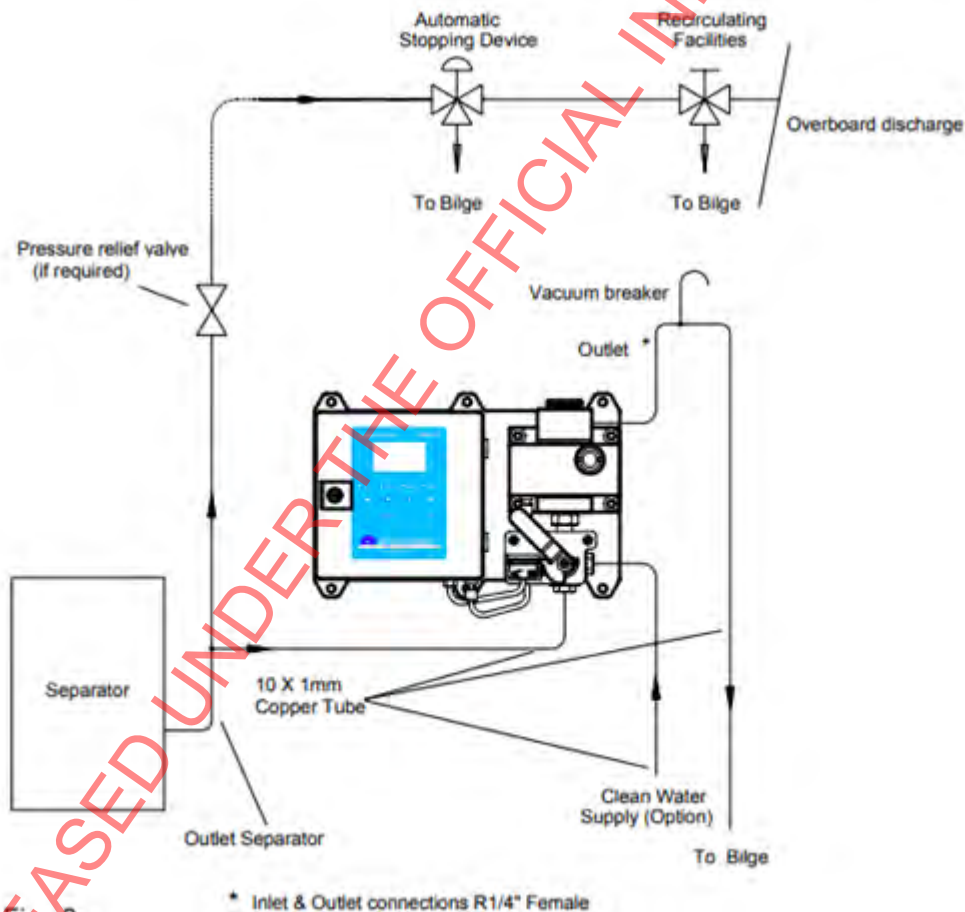 Automatic
Stopping Device
Recirculating
Facilities
Overboard discharge
To Bilge
To Bilge
Pressure relief valve
(if required)
Vacuum breaker
Outlet *
Separator
10 X 1mm
Copper Tube
Clean Water
Supply (Option)
Outlet Separator
To Bilge
* Inlet & Outlet connections R1/4" Female
EASED UNDER THE OFFICIAL